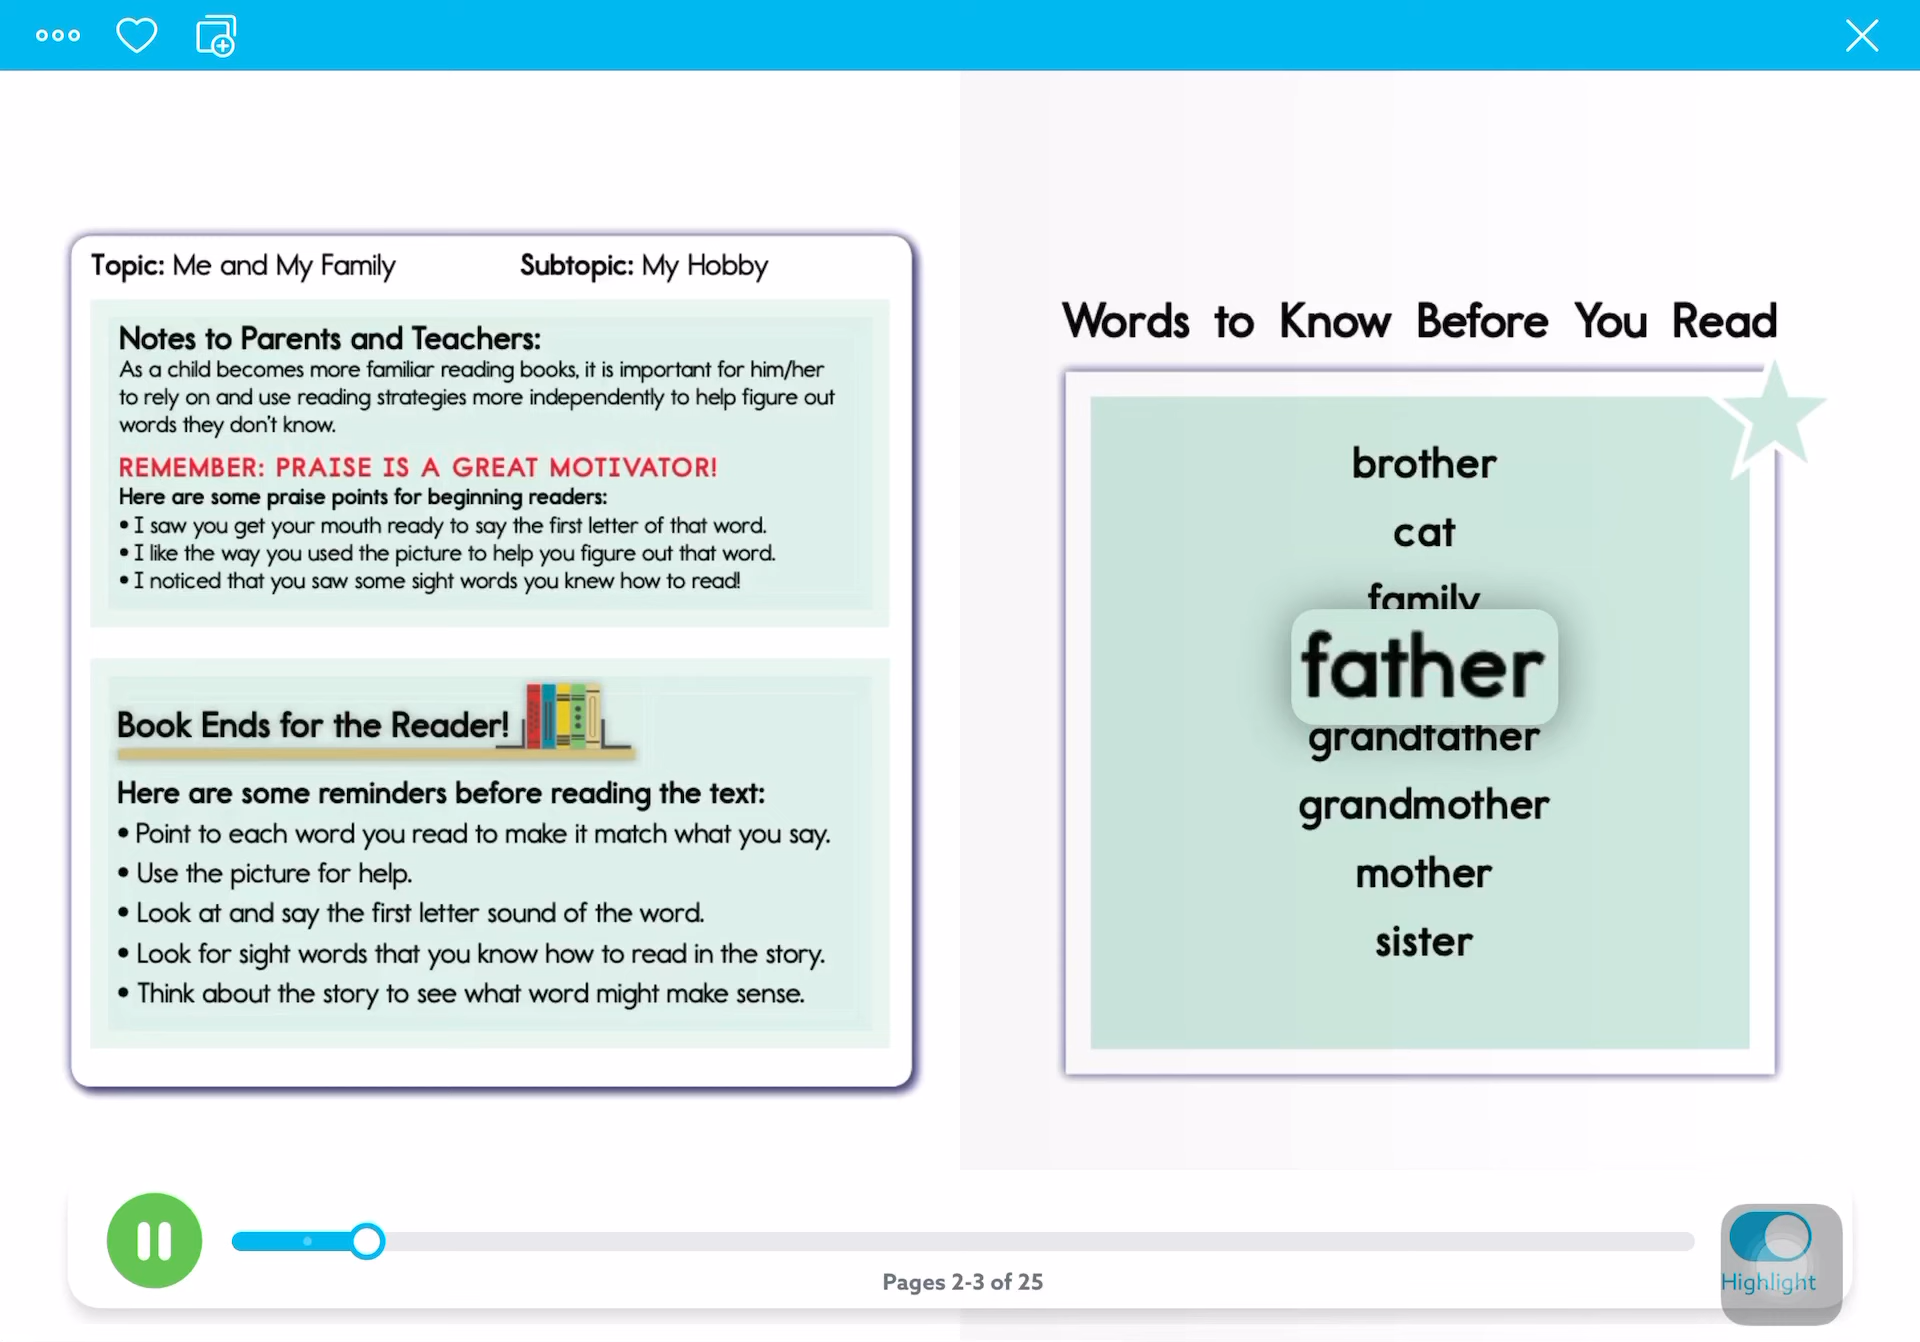 Topic: Me and My Family
Subtopic: My Hobby
Notes to Parents and Teachers:
As a child becomes more familiar reading books, it is important for him/her
to rely on and use reading strategies more independently to help figure out
words they don't know.
REMEMBER: PRAISE IS A GREAT MOTIVATOR!
Here are some praise points for beginning readers:
• I saw you get your mouth ready to say the first letter of that word.
• I like the way you used the picture to help you figure out that word.
• I noticed that you saw some sight words you knew how to read!
Book Ends for the Reader!
Here are some reminders before reading the text:
• Point to each word you read to make it match what you say.
• Use the picture for help.
• Look at and say the first letter sound of the word.
• Look for sight words that you know how to read in the story.
• Think about the story to see what word might make sense.
Words to Know Before You Read
brother
cat
family
father
grandfather
grandmother
mother
sister
Pages 2-3 of 25
Highlight